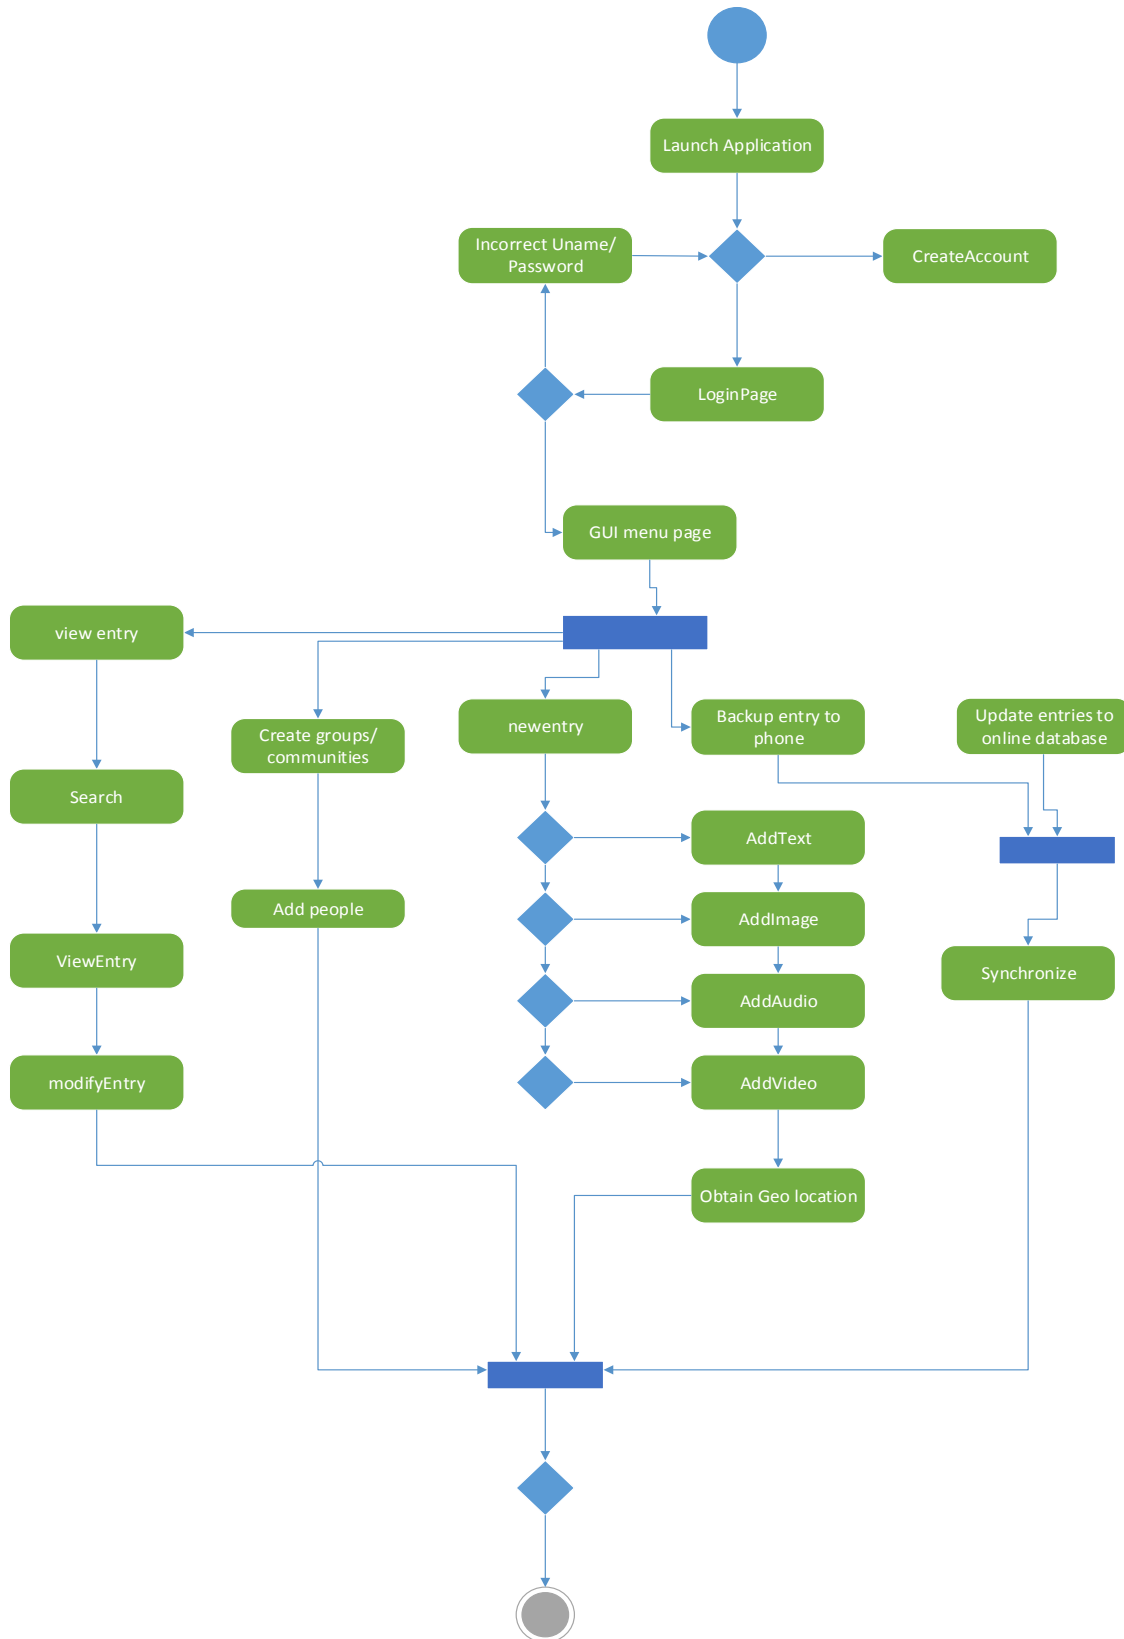 Launch Application
Incorrect Uname/
Password
CreateAccount
LoginPage
GUI menu page
view entry
Create groups/
communities
newentry
Backup entry to
phone
Update entries to
online database
Search
AddText
Add people
AddImage
ViewEntry
AddAudio
Synchronize
modifyEntry
AddVideo
Obtain Geo location